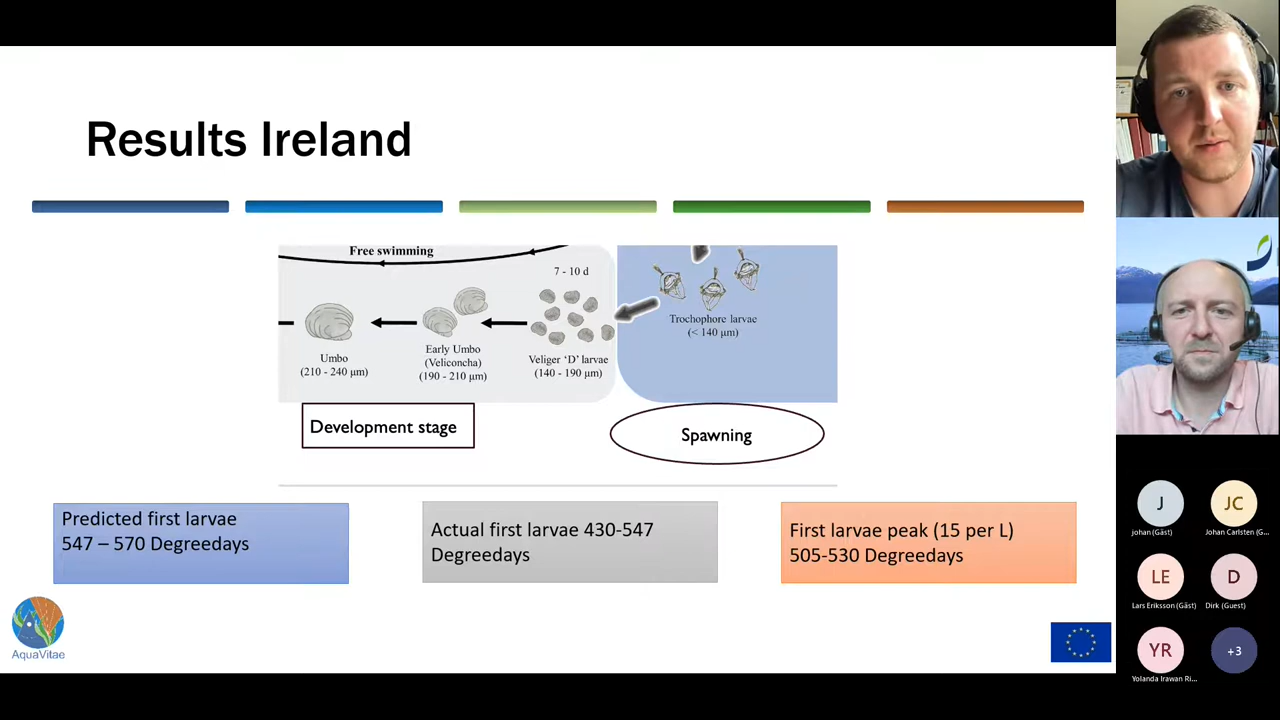 Results Ireland
Free swimming
7 - 10 d
Trochophore larvae
(< 140 μm)
Umbo
(210 - 240 μm)
Early Umbo
(Veliconcha)
(190 - 210 μm)
Veliger ‘D’ larvae
(140 - 190 μm)
Development stage
Spawning
Predicted first larvae
547 – 570 Degreedays
Actual first larvae 430-547
Degreedays
First larvae peak (15 per L)
505-530 Degreedays
AquaVitae
J
johan (Gäst)
JC
Johan Carlsten (G...
LE
Lars Eriksson (Gäst)
D
Dirk (Guest)
YR
Yolanda Irawan Ri...
+3